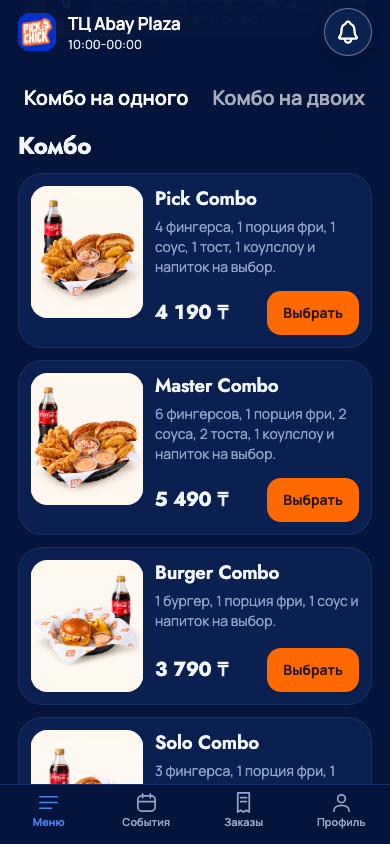 PICK
CHICK
ТЦ Abay Plaza
10:00-00:00
Комбо на одного
Комбо на двоих
Комбо
Pick Combo
4 фингерса, 1 порция фри, 1
соус, 1 тост, 1 коулслоу и
напиток на выбор.
4 190 ₸
Выбрать
Master Combo
6 фингерсов, 1 порция фри, 2
соуса, 2 тоста, 1 коулслоу и
напиток на выбор.
5 490 ₸
Выбрать
Burger Combo
1 бургер, 1 порция фри, 1 соус и
напиток на выбор.
3 790 ₸
Выбрать
Solo Combo
3 фингерса, 1 порция фри, 1
Меню
События
Заказы
Профиль